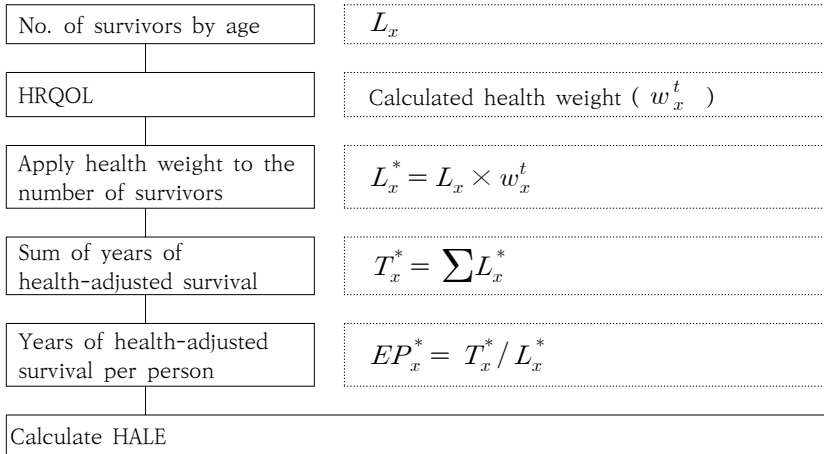 No. of survivors by age
L_x
HRQOL
Calculated health weight ( w_x^t )
Apply health weight to the
number of survivors
L_x^* = L_x × w_x^t
Sum of years of
health-adjusted survival
T_x^* = ∑L_x^*
Years of health-adjusted
survival per person
EP_x^* = T_x^* / L_x^*
Calculate HALE